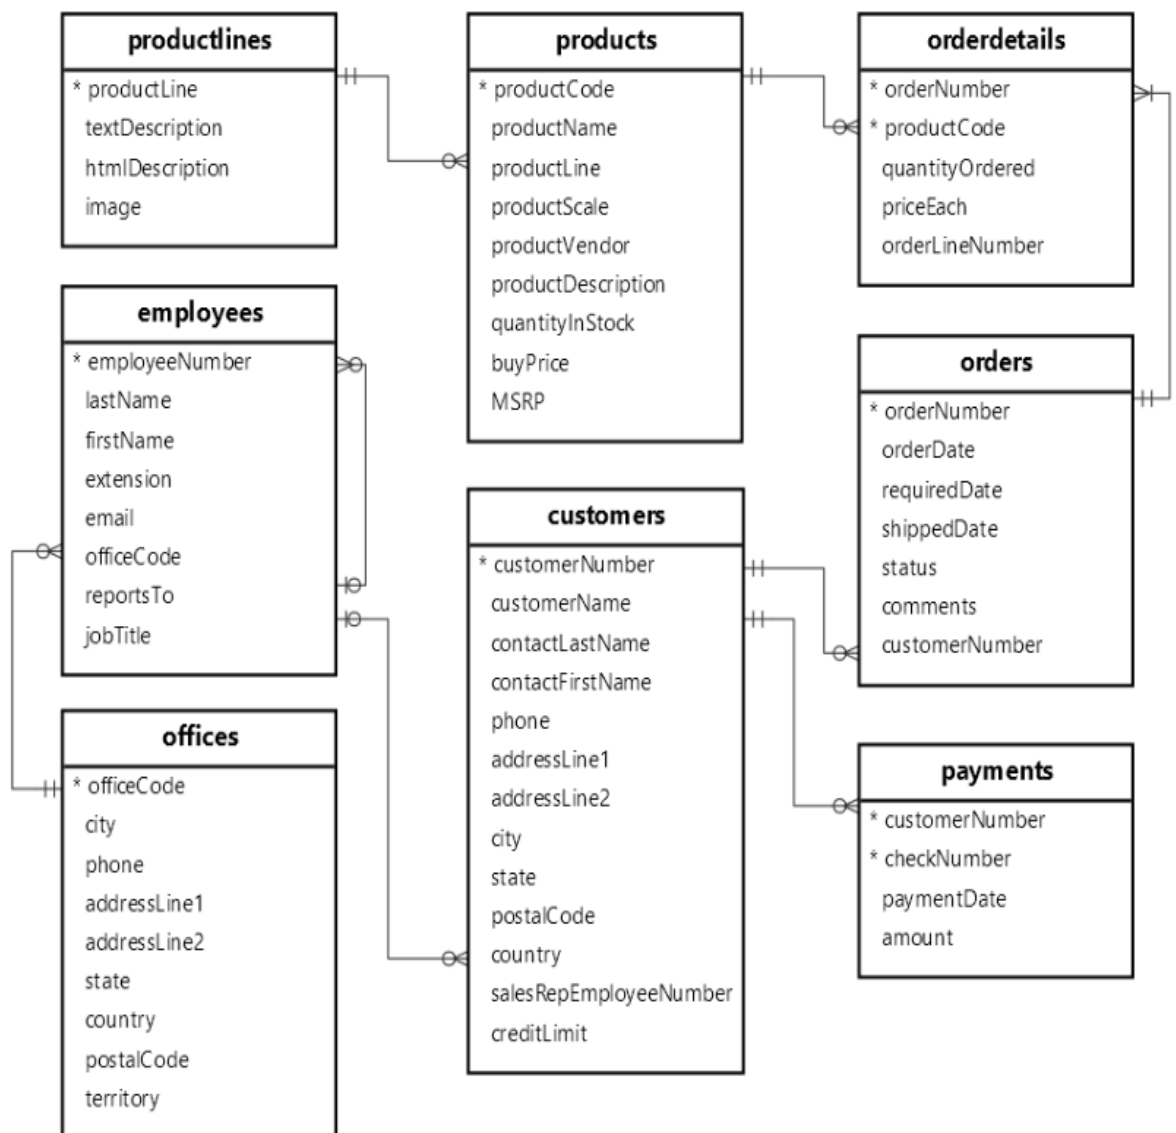 productlines
* productLine
textDescription
htmlDescription
image
products
* productCode
productName
productLine
productScale
productVendor
productDescription
quantityInStock
buyPrice
MSRP
orderdetails
* orderNumber
* productCode
quantityOrdered
priceEach
orderLineNumber
employees
* employeeNumber
lastName
firstName
extension
email
officeCode
reportsTo
jobTitle
customers
* customerNumber
customerName
contactLastName
contactFirstName
phone
addressLine1
addressLine2
city
state
postalCode
country
salesRepEmployeeNumber
creditLimit
orders
* orderNumber
orderDate
requiredDate
shippedDate
status
comments
customerNumber
offices
* officeCode
city
phone
addressLine1
addressLine2
state
country
postalCode
territory
payments
* customerNumber
* checkNumber
paymentDate
amount